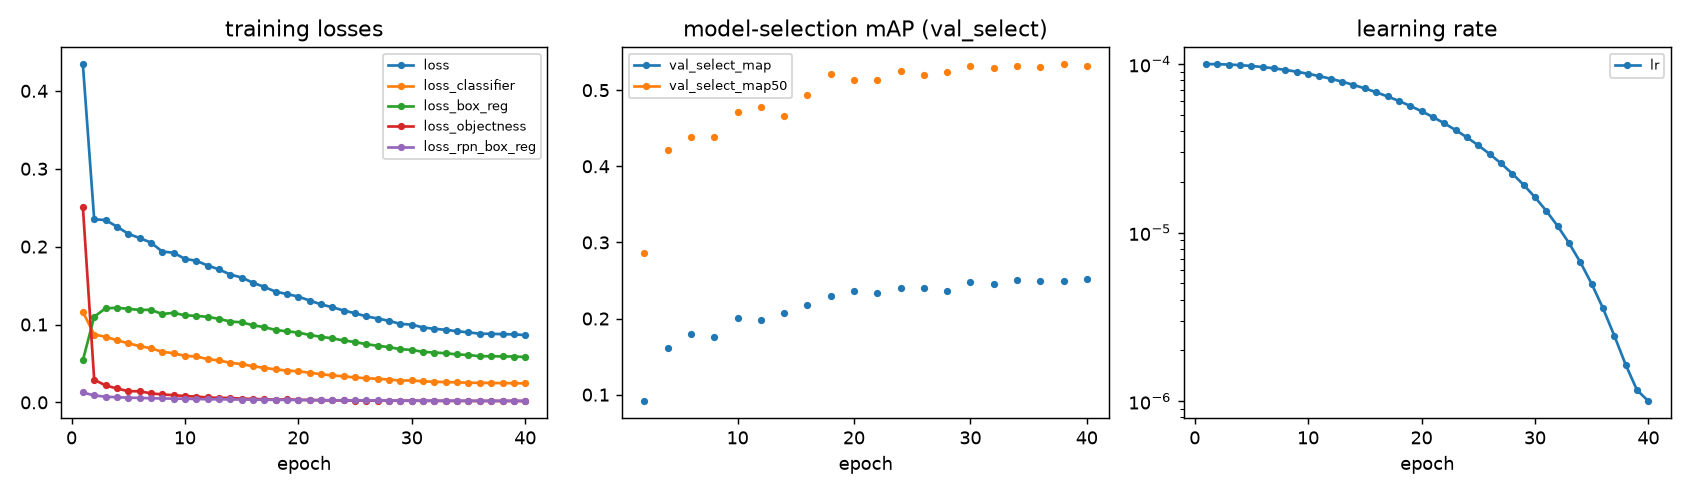 training losses
loss
loss_classifier
loss_box_reg
loss_objectness
loss_rpn_box_reg
0.4
0.3
0.2
0.1
0.0
0 10 20 30 40
epoch
model-selection mAP (val_select)
val_select_map
val_select_map50
0.5
0.4
0.3
0.2
0.1
10 20 30 40
epoch
learning rate
lr
10⁻⁴
10⁻⁵
10⁻⁶
0 10 20 30 40
epoch